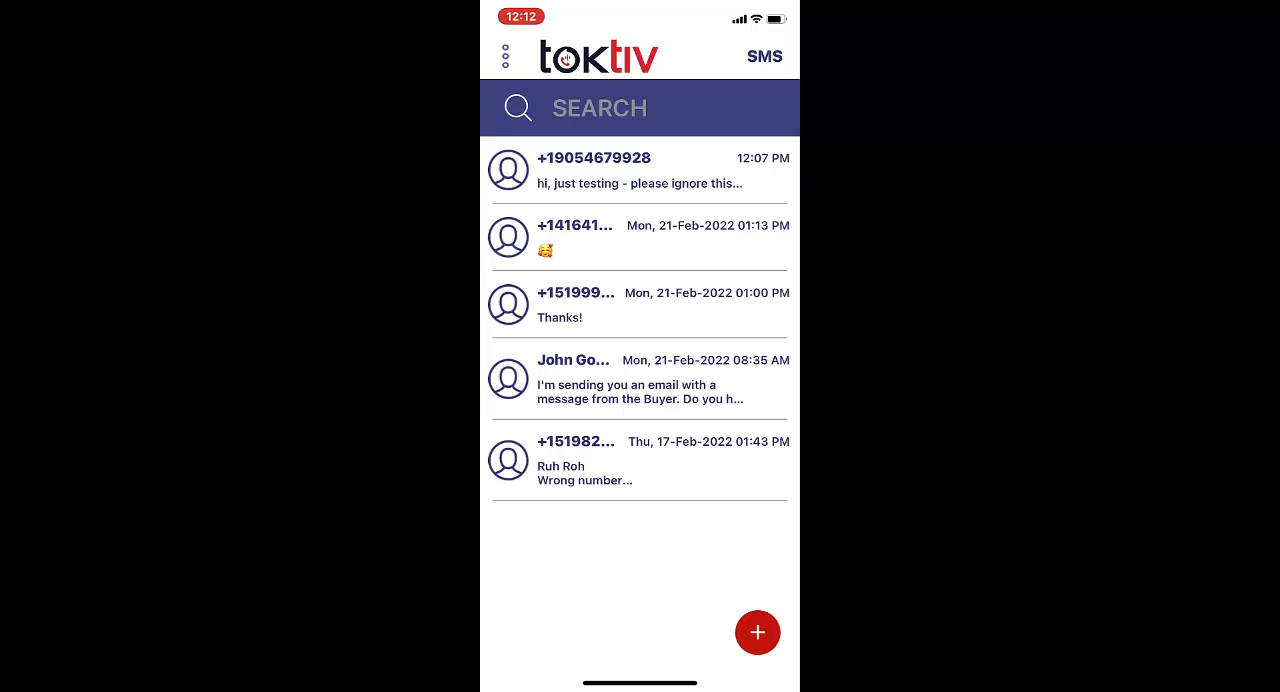 12:12
toktiv
SMS
SEARCH
+19054679928
12:07 PM
hi, just testing - please ignore this...
+141641...
Mon, 21-Feb-2022 01:13 PM
🥰
+151999...
Mon, 21-Feb-2022 01:00 PM
Thanks!
John Go...
Mon, 21-Feb-2022 08:35 AM
I'm sending you an email with a
message from the Buyer. Do you h...
+151982...
Thu, 17-Feb-2022 01:43 PM
Ruh Roh
Wrong number...